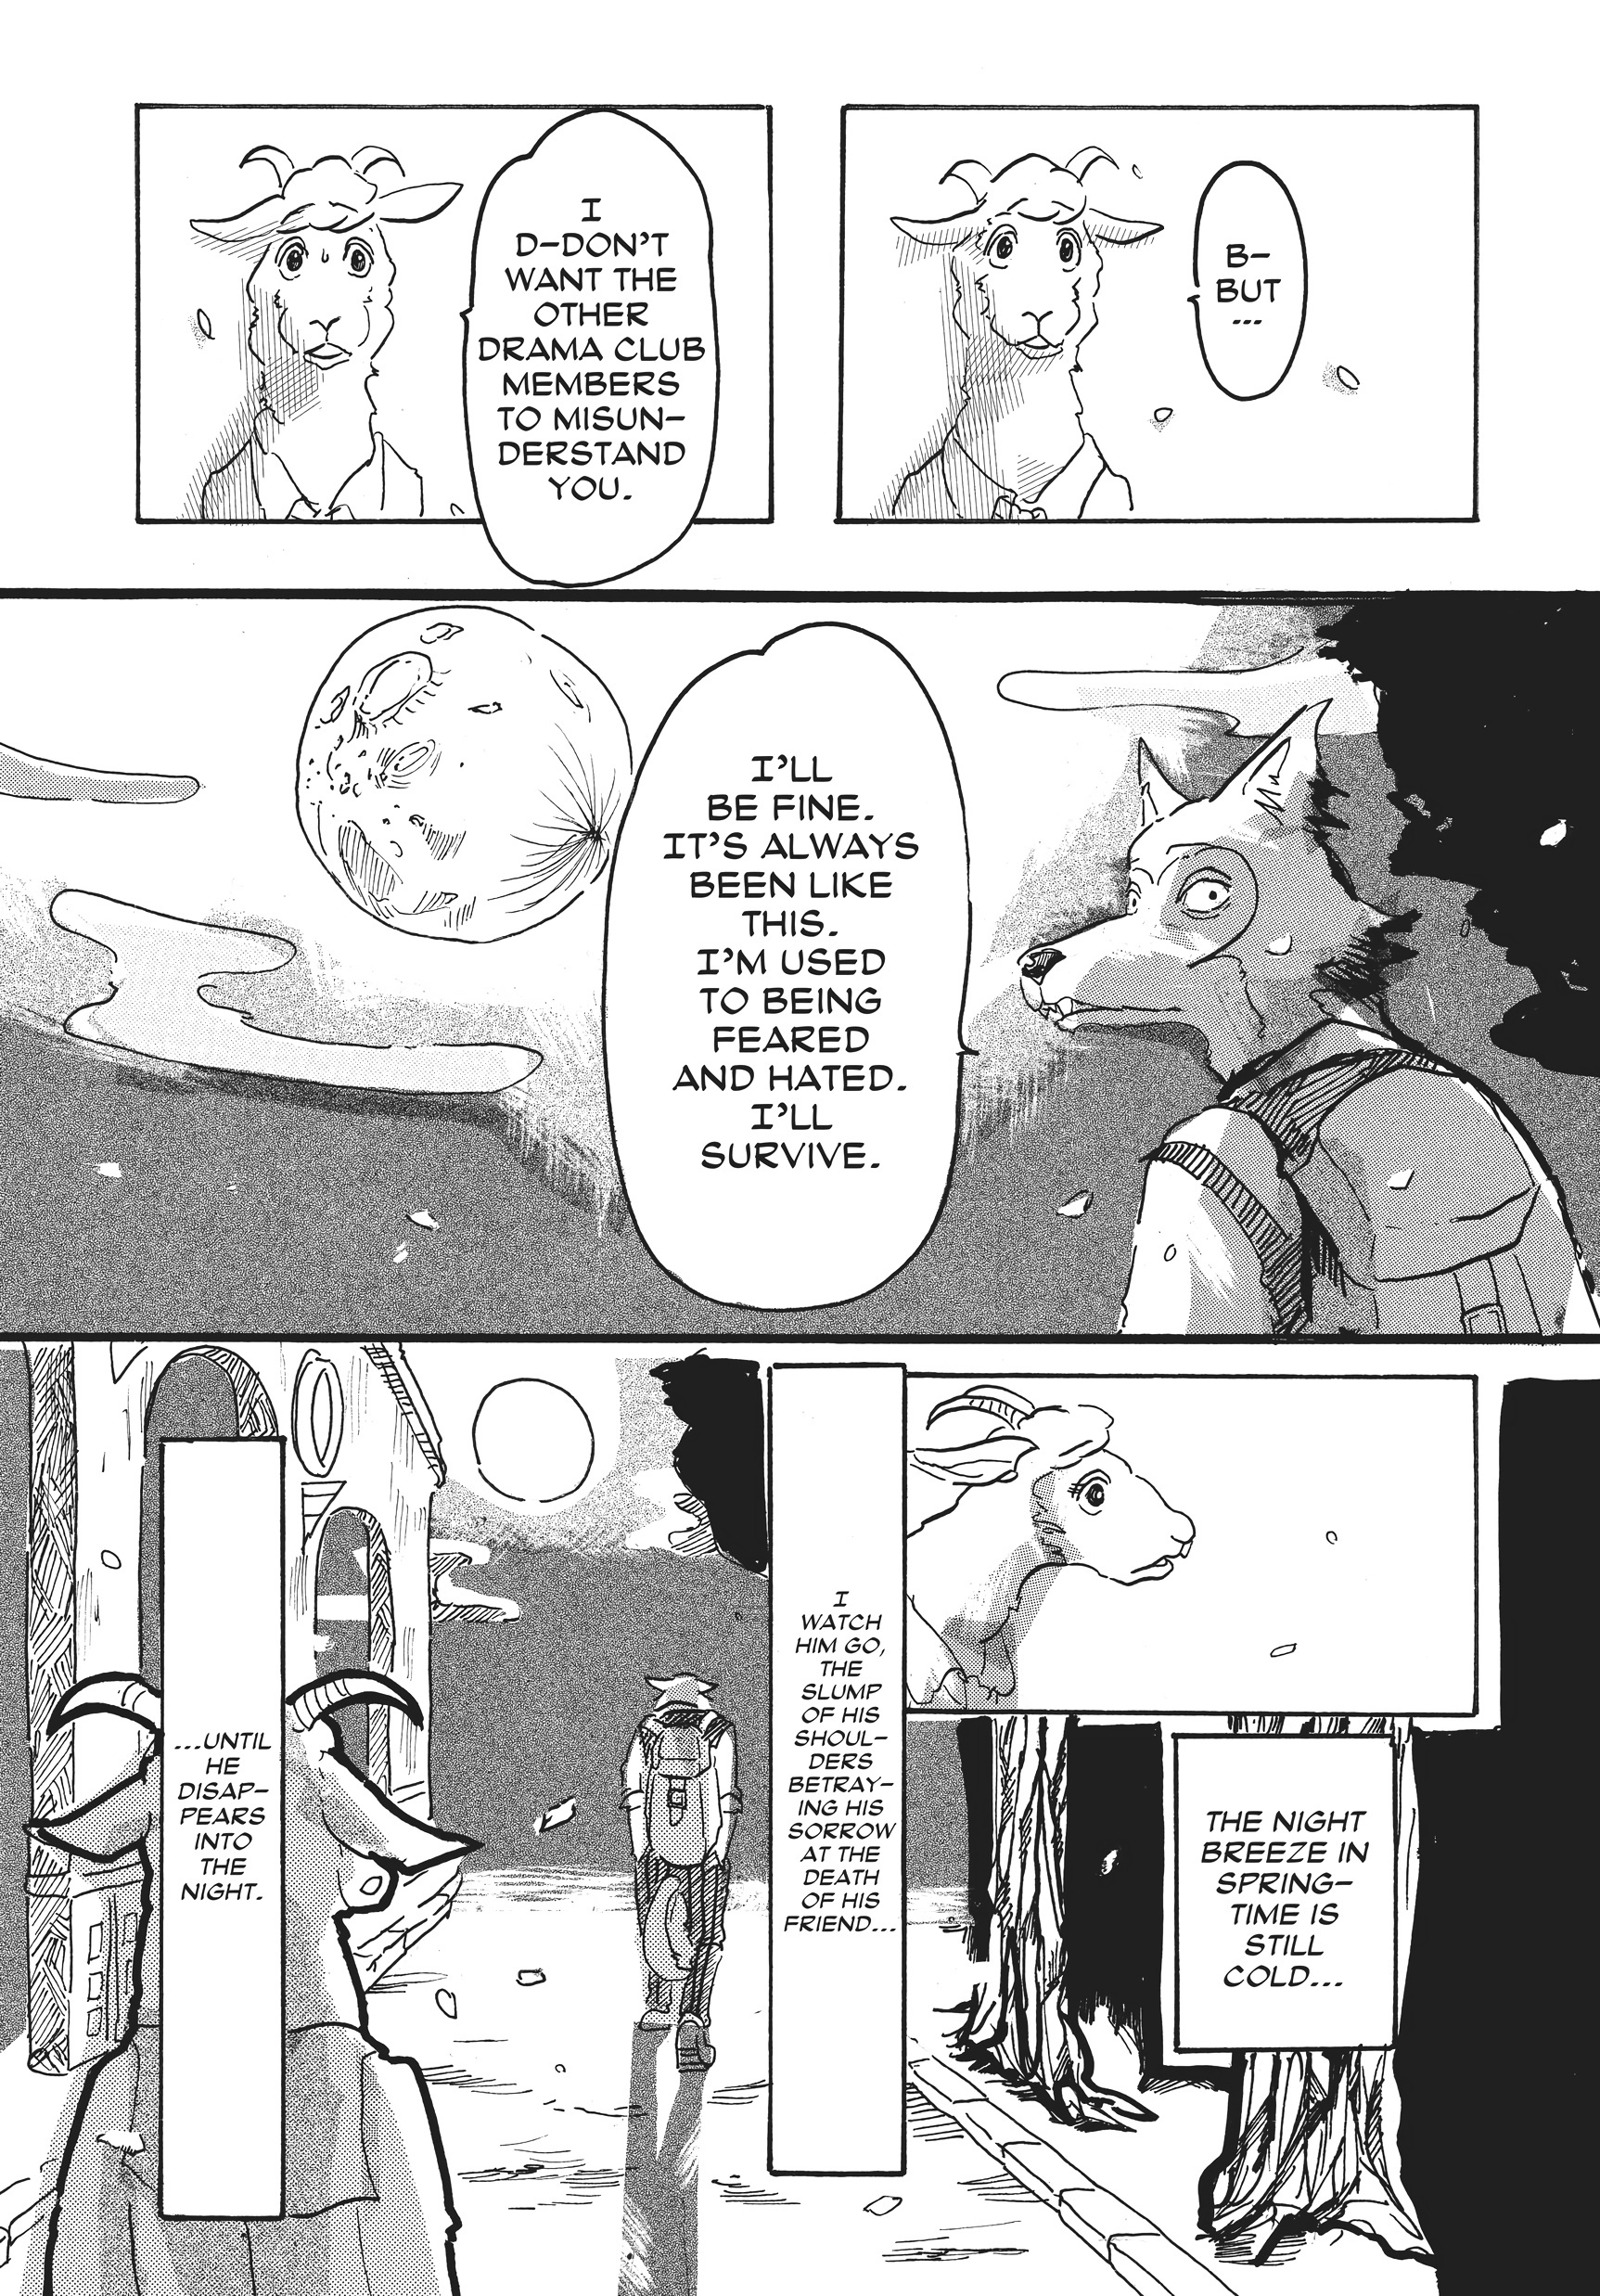 B-
BUT
...
I
D-DON'T
WANT THE
OTHER
DRAMA CLUB
MEMBERS
TO MISUN-
DERSTAND
YOU.
I'LL
BE FINE.
IT'S ALWAYS
BEEN LIKE
THIS.
I'M USED
TO BEING
FEARED
AND HATED.
I'LL
SURVIVE.
THE NIGHT
BREEZE IN
SPRING-
TIME IS
STILL
COLD...
I
WATCH
HIM GO,
THE
SLUMP
OF HIS
SHOUL-
DERS
BETRAY-
ING HIS
SORROW
AT THE
DEATH
OF HIS
FRIEND...
...UNTIL
HE
DISAP-
PEARS
INTO
THE
NIGHT.